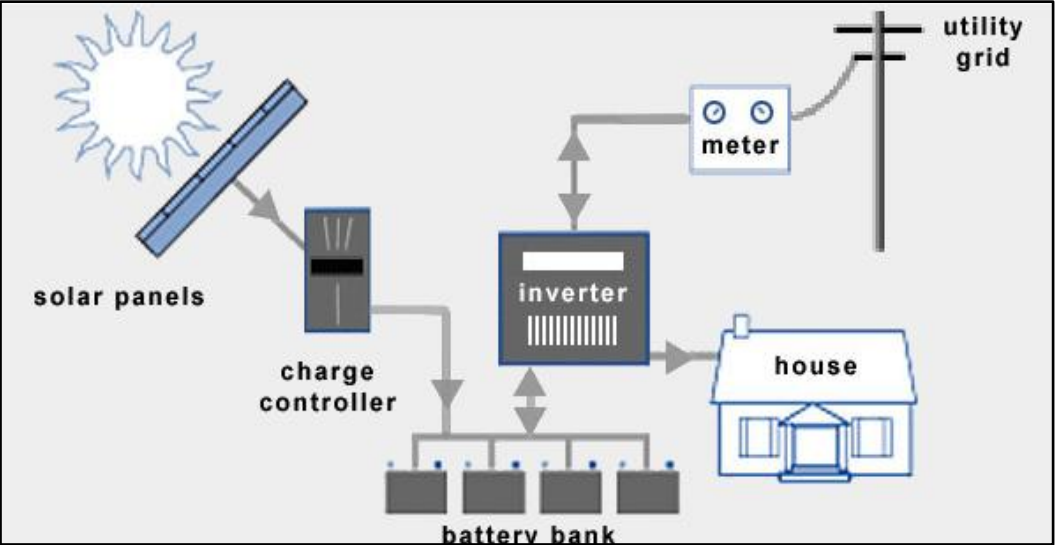 utility
grid
meter
solar panels
inverter
charge
controller
house
battery bank